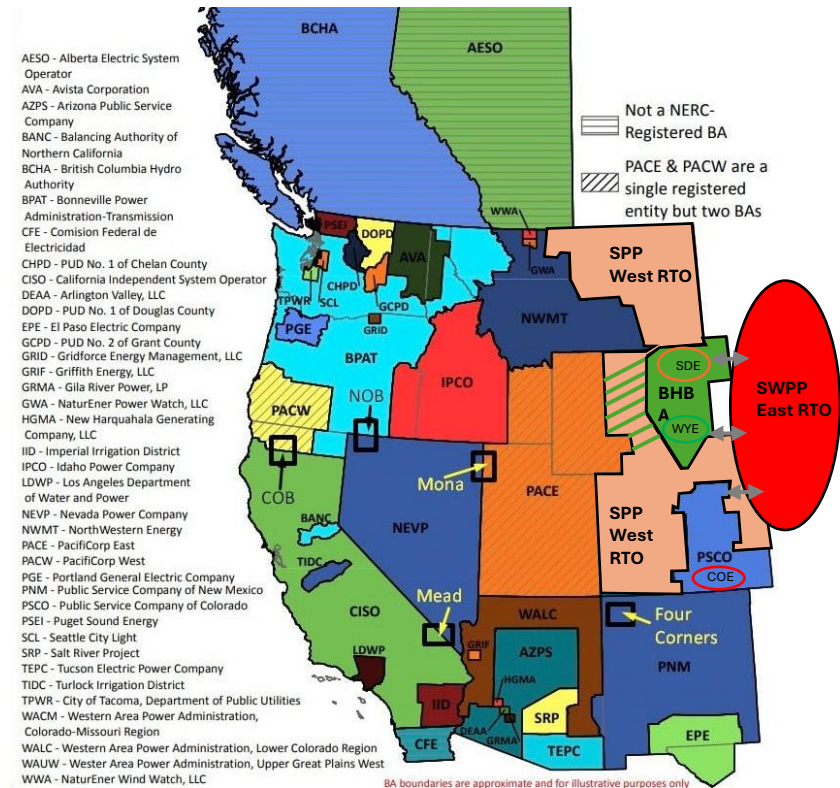 AESO - Alberta Electric System
Operator
AVA - Avista Corporation
AZPS - Arizona Public Service
Company
BANC - Balancing Authority of
Northern California
BCHA - British Columbia Hydro
Authority
BPAT - Bonneville Power
Administration-Transmission
CFE - Comision Federal de
Electricidad
CHPD - PUD No. 1 of Chelan County
CISO - California Independent System Operator
DEAA - Arlington Valley, LLC
DOPD - PUD No. 1 of Douglas County
EPE - El Paso Electric Company
GCPD - PUD No. 2 of Grant County
GRID - Gridforce Energy Management, LLC
GRIF - Griffith Energy, LLC
GRMA - Gila River Power, LP
GWA - NaturEner Power Watch, LLC
HGMA - New Harquahala Generating
Company, LLC
IID - Imperial Irrigation District
IPCO - Idaho Power Company
LDWP - Los Angeles Department
of Water and Power
NEVP - Nevada Power Company
NWMT - NorthWestern Energy
PACE - PacifiCorp East
PACW - PacifiCorp West
PGE - Portland General Electric Company
PNM - Public Service Company of New Mexico
PSCO - Public Service Company of Colorado
PSEI - Puget Sound Energy
SCL - Seattle City Light
SRP - Salt River Project
TEPC - Tucson Electric Power Company
TIDC - Turlock Irrigation District
TPWR - City of Tacoma, Department of Public Utilities
WACM - Western Area Power Administration,
Colorado-Missouri Region
WALC - Western Area Power Administration, Lower Colorado Region
WAUW - Wester Area Power Administration, Upper Great Plains West
WWA - NaturEner Wind Watch, LLC
BCHA
AESO
Not a NERC-
Registered BA
PACE & PACW are a
single registered
entity but two BAs
WWA
PSEI
DOPD
AVA
GWA
SPP
West RTO
TPWR
SCL
CHPD
GCPD
NWMT
PGE
GRID
BPAT
IPCO
SDE
BHB
A
WYE
SWPP
East RTO
PACW
NOB
COB
Mona
PACE
NEVP
BANC
SPP
West
RTO
PSCO
COE
TIDC
CISO
Mead
WALC
Four
Corners
LDWP
GRIF
AZPS
PNM
HGMA
IID
SRP
DEAA
GRMA
EPE
CFE
TEPC
BA boundaries are approximate and for illustrative purposes only